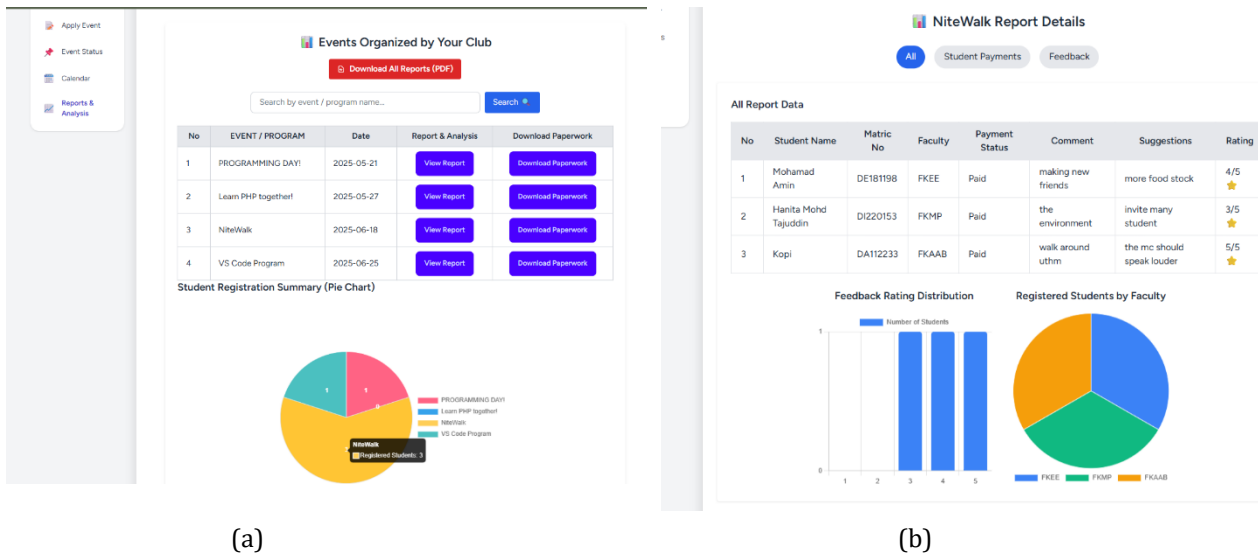 Apply Event
Event Status
Calendar
Reports &
Analysis
Events Organized by Your Club
Download All Reports (PDF)
Search by event / program name...
Search
No EVENT / PROGRAM Date Report & Analysis Download Paperwork
1 PROGRAMMING DAY! 2025-05-21 View Report Download Paperwork
2 Learn PHP together! 2025-05-27 View Report Download Paperwork
3 NiteWalk 2025-06-18 View Report Download Paperwork
4 VS Code Program 2025-06-25 View Report Download Paperwork
Student Registration Summary (Pie Chart)
1 1
0
PROGRAMMING DAY!
Learn PHP together!
NiteWalk
VS Code Program
NiteWalk
Registered Students: 3
(a)
s
NiteWalk Report Details
All Student Payments Feedback
All Report Data
No Student Name Matric No Faculty Payment Status Comment Suggestions Rating
1 Mohamad Amin DE181198 FKEE Paid making new friends more food stock 4/5
2 Hanita Mohd Tajuddin DI220153 FKMP Paid the environment invite many student 3/5
3 Kopi DA112233 FKAAB Paid walk around uthm the mc should speak louder 5/5
Feedback Rating Distribution
Number of Students
1
0
1 2 3 4 5
Registered Students by Faculty
FKEE FKMP FKAAB
(b)